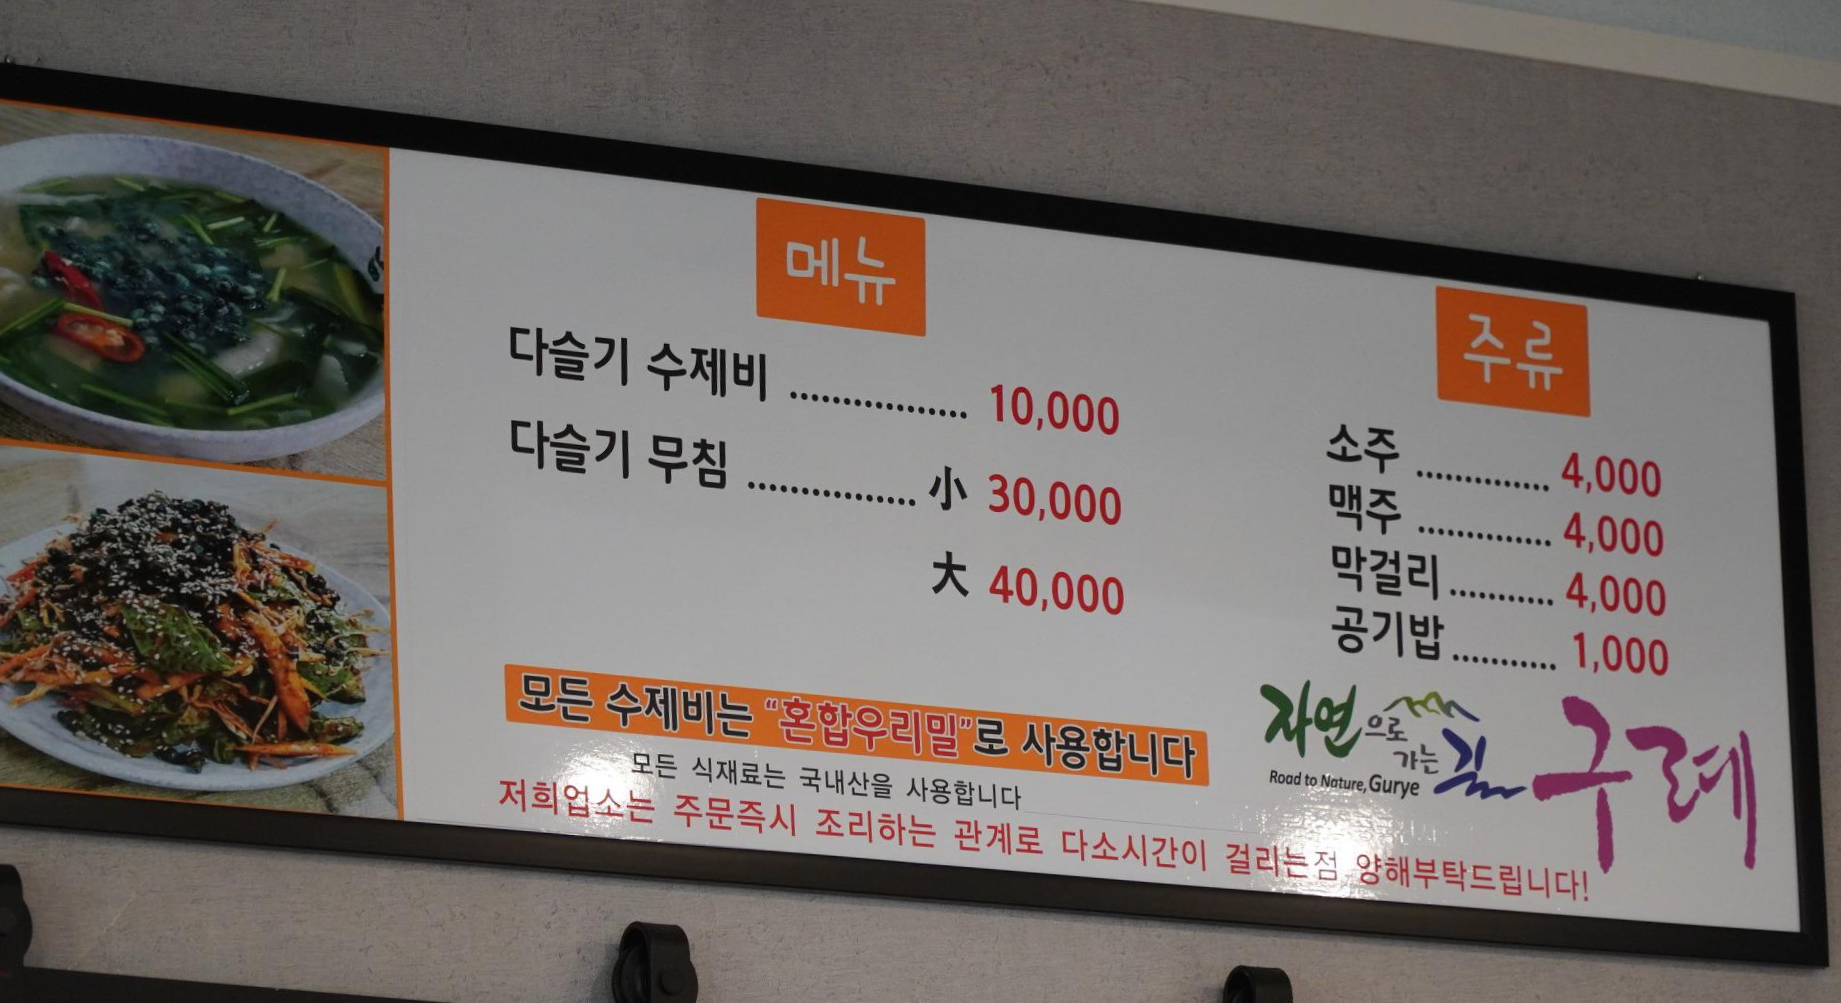 메뉴
다슬기 수제비 ................. 10,000
다슬기 무침 ................ 小 30,000
大 40,000
주류
소주 ............. 4,000
맥주 ............. 4,000
막걸리 ........... 4,000
공기밥 ........... 1,000
모든 수제비는 “혼합우리밀”로 사용합니다
모든 식재료는 국내산을 사용합니다
저희업소는 주문즉시 조리하는 관계로 다소시간이 걸리는점 양해부탁드립니다!
자연으로
가는 길 구례
Road to Nature, Gurye